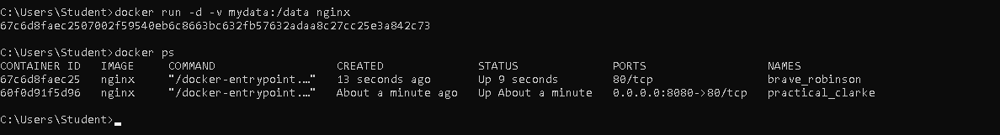 C:\Users\Student>docker run -d -v mydata:/data nginx
67c6d8faec2507002f59540eb6c8663bc632fb57632adaa8c27cc25e3a842c73
C:\Users\Student>docker ps
CONTAINER ID   IMAGE     COMMAND                  CREATED              STATUS              PORTS                  NAMES
67c6d8faec25   nginx     "/docker-entrypoint.…"   13 seconds ago       Up 9 seconds        80/tcp                 brave_robinson
60f0d91f5d96   nginx     "/docker-entrypoint.…"   About a minute ago   Up About a minute   0.0.0.0:8080->80/tcp   practical_clarke
C:\Users\Student>